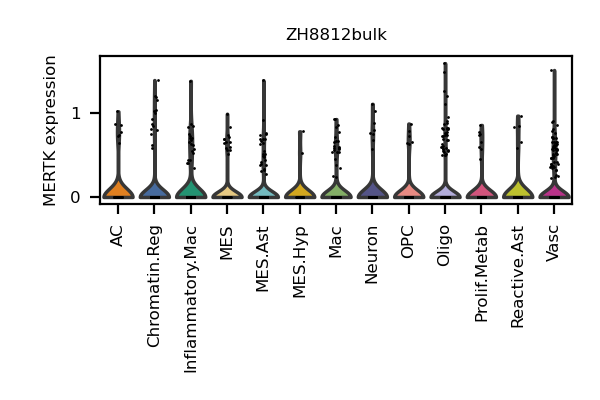 ZH8812bulk
MERTK expression
1
0
AC
Chromatin.Reg
Inflammatory.Mac
MES
MES.Ast
MES.Hyp
Mac
Neuron
OPC
Oligo
Prolif.Metab
Reactive.Ast
Vasc